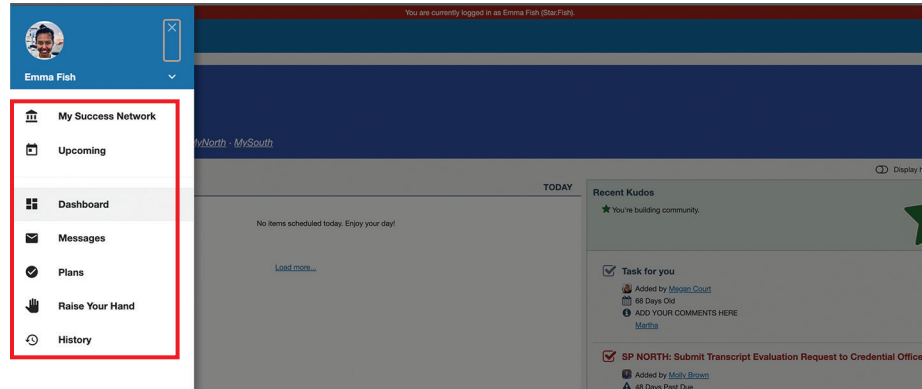 You are currently logged in as Emma Fish (Star.Fish).
Emma Fish
My Success Network
Upcoming
Dashboard
Messages
Plans
Raise Your Hand
History
MyNorth - MySouth
Display
TODAY
No items scheduled today. Enjoy your day!
Load more...
Recent Kudos
You're building community.
Task for you
Added by Megan Court
68 Days Old
ADD YOUR COMMENTS HERE
Martha
SP NORTH: Submit Transcript Evaluation Request to Credential Office
Added by Molly Brown
48 Days Past Due